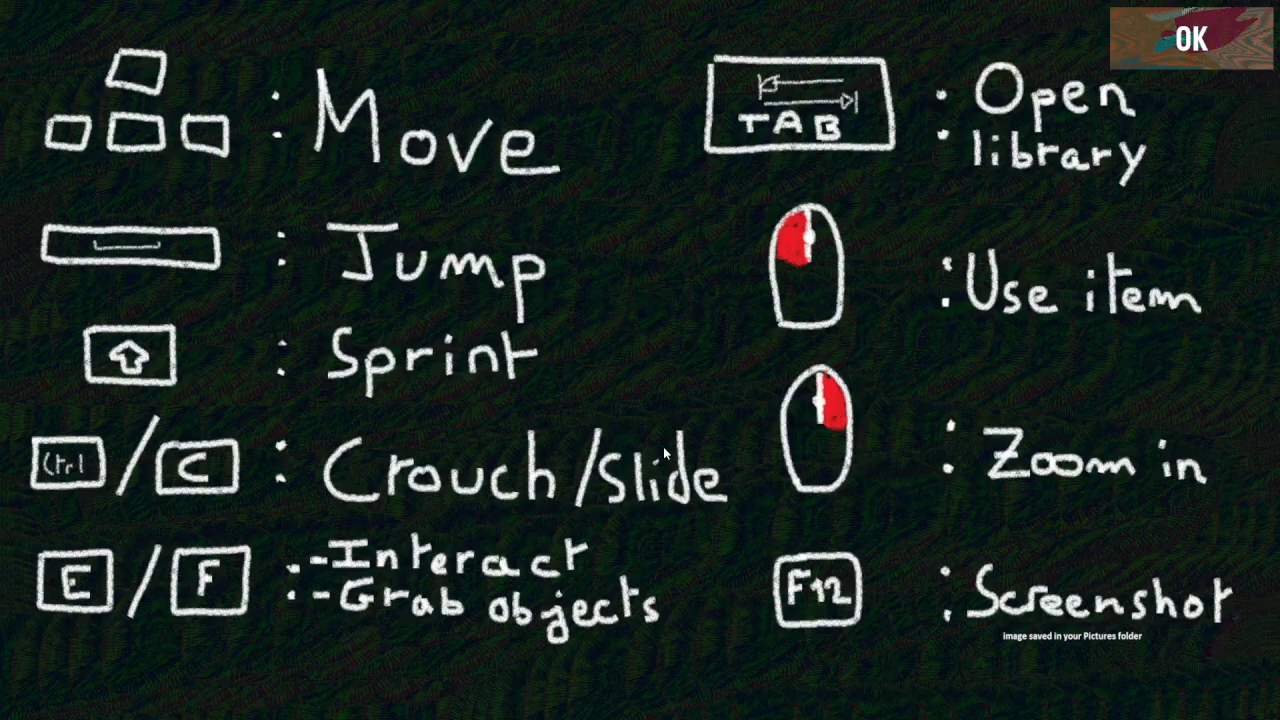 OK
: Move
: Jump
: Sprint
Ctrl / C : Crouch/Slide
E / F : -Interact
-Grab objects
TAB : Open
library
: Use item
: Zoom in
F12 : Screenshot
image saved in your Pictures folder